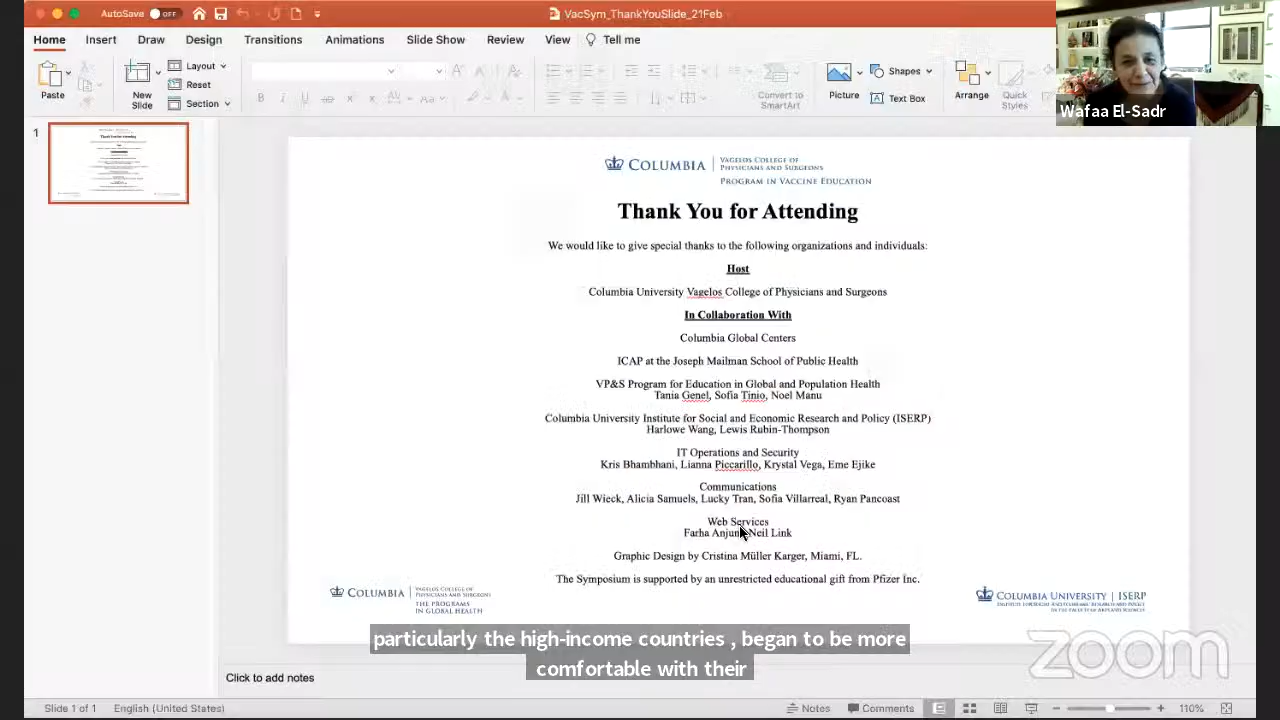 AutoSave OFF
VacSym_ThankYouSlide_21Feb
Home Insert Draw Design Transitions Animations Slide Show Review View Tell me
Paste
New
Slide
Layout
Reset
Section
Convert to
SmartArt
Picture
Shapes
Text Box
Arrange
Quick
Styles
Wafaa El-Sadr
1
COLUMBIA
VAGELOS COLLEGE OF
PHYSICIANS AND SURGEONS
PROGRAM IN VACCINE EDUCATION
Thank You for Attending
We would like to give special thanks to the following organizations and individuals:
Host
Columbia University Vagelos College of Physicians and Surgeons
In Collaboration With
Columbia Global Centers
ICAP at the Joseph Mailman School of Public Health
VP&S Program for Education in Global and Population Health
Tania Genel, Sofia Tinio, Noel Manu
Columbia University Institute for Social and Economic Research and Policy (ISERP)
Harlowe Wang, Lewis Rubin-Thompson
IT Operations and Security
Kris Bhambhani, Lianna Piccarillo, Krystal Vega, Eme Ejike
Communications
Jill Wieck, Alicia Samuels, Lucky Tran, Sofia Villarreal, Ryan Pancoast
Web Services
Farha Anjum, Neil Link
Graphic Design by Cristina Müller Karger, Miami, FL.
The Symposium is supported by an unrestricted educational gift from Pfizer Inc.
COLUMBIA
VAGELOS COLLEGE OF
PHYSICIANS AND SURGEONS
THE PROGRAMS
IN GLOBAL HEALTH
COLUMBIA UNIVERSITY | ISERP
particularly the high-income countries , began to be more
comfortable with their
zoom
Click to add notes
Slide 1 of 1 English (United States) Notes Comments 110%